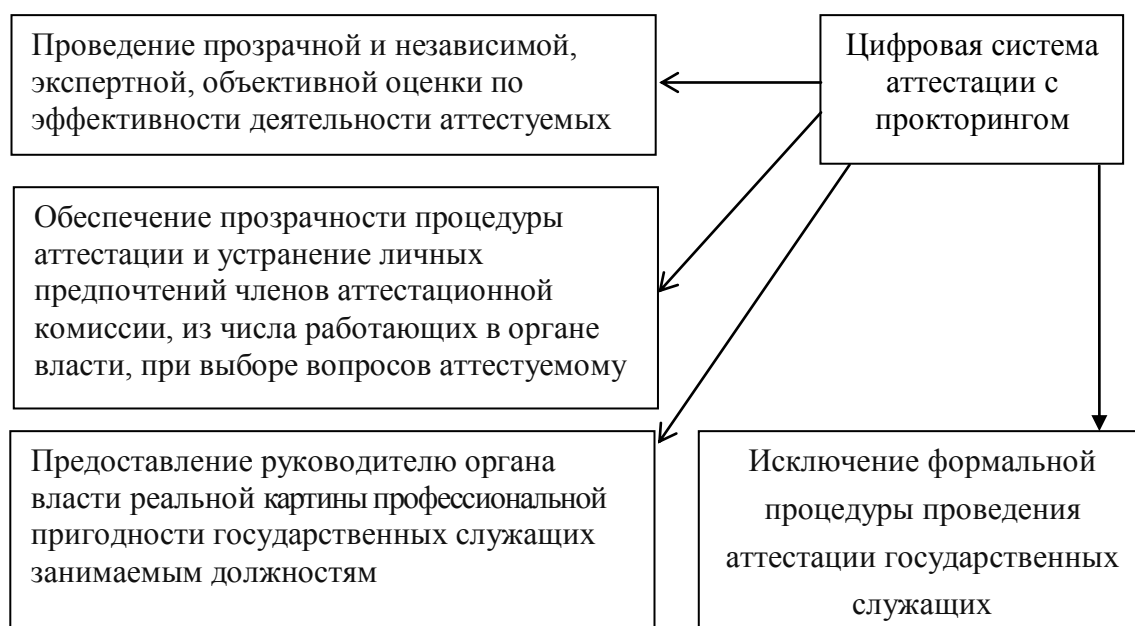 Проведение прозрачной и независимой,
экспертной, объективной оценки по
эффективности деятельности аттестуемых
Цифровая система
аттестации с
прокторингом
Обеспечение прозрачности процедуры
аттестации и устранение личных
предпочтений членов аттестационной
комиссии, из числа работающих в органе
власти, при выборе вопросов аттестуемому
Предоставление руководителю органа
власти реальной картины профессиональной
пригодности государственных служащих
занимаемым должностям
Исключение формальной
процедуры проведения
аттестации государственных
служащих